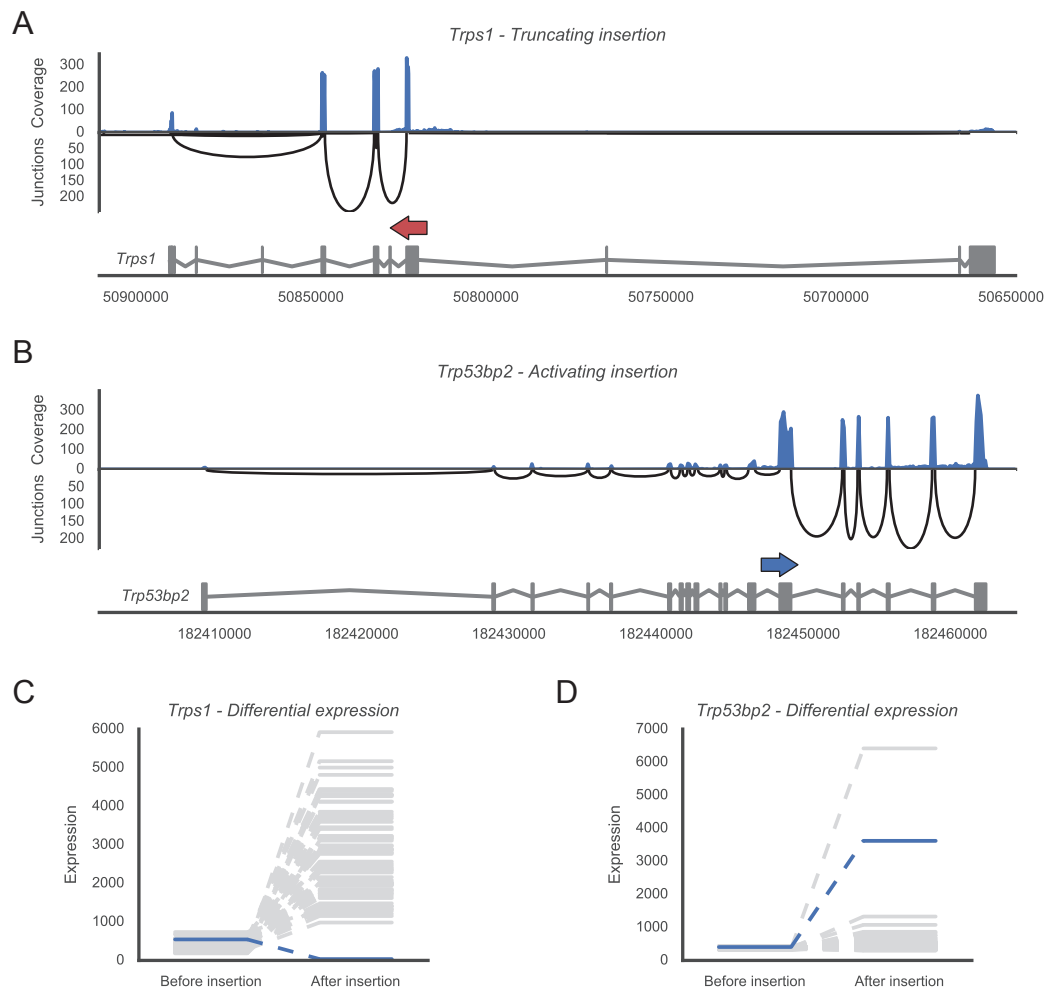 A
Trps1 - Truncating insertion
Coverage
300
200
100
0
Junctions
50
100
150
200
Trps1
50900000 50850000 50800000 50750000 50700000 50650000
B
Trp53bp2 - Activating insertion
Coverage
300
200
100
0
Junctions
50
100
150
200
Trp53bp2
182410000 182420000 182430000 182440000 182450000 182460000
C
Trps1 - Differential expression
Expression
6000
5000
4000
3000
2000
1000
0
Before insertion After insertion
D
Trp53bp2 - Differential expression
Expression
7000
6000
5000
4000
3000
2000
1000
0
Before insertion After insertion